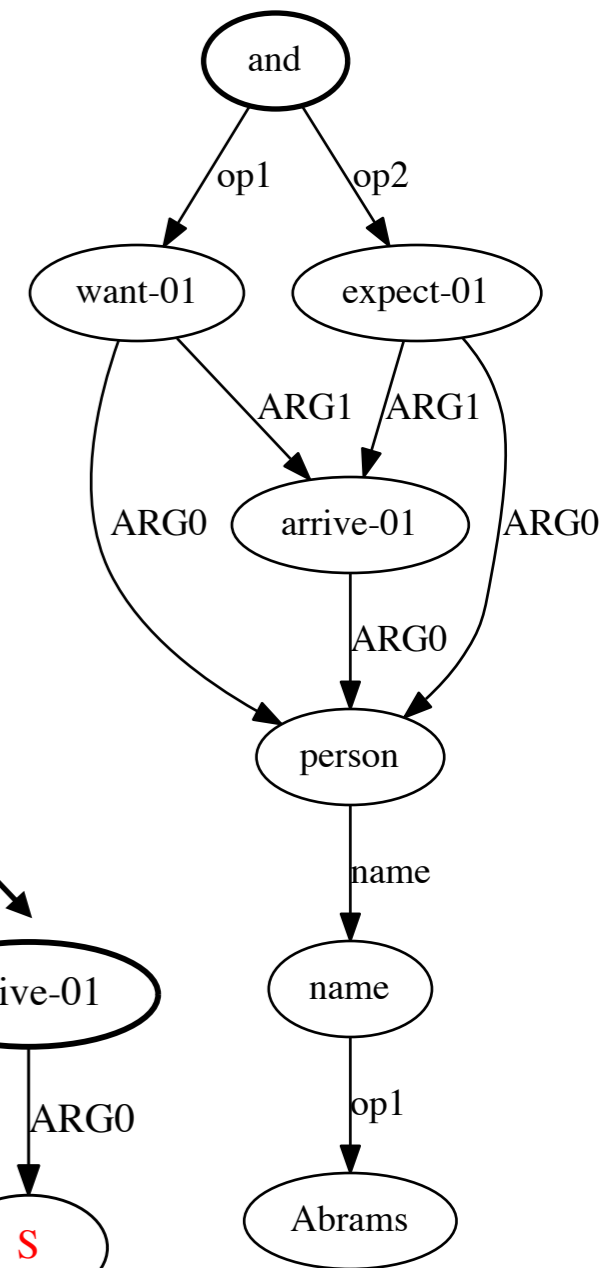 and
op1 op2
want-01 expect-01
ARG1 ARG1
ARG0 arrive-01 ARG0
ARG0
person
name
ive-01 name
ARG0 op1
S Abrams